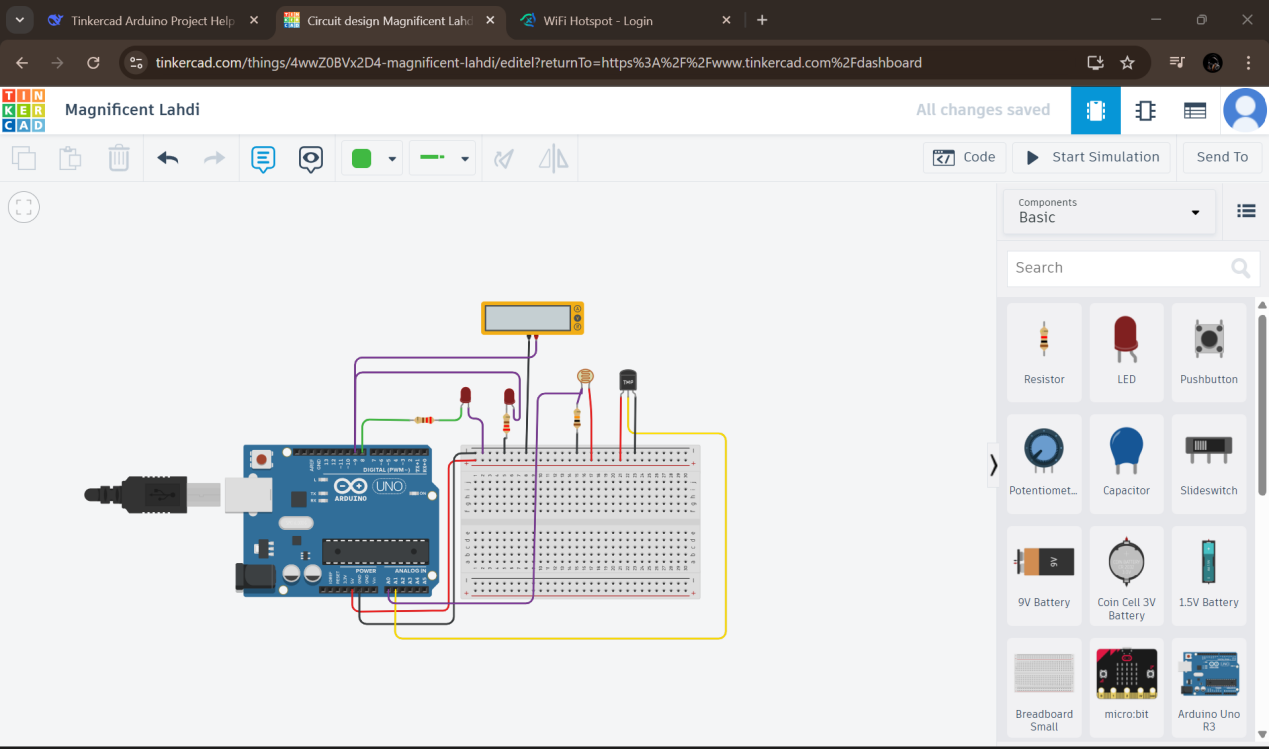 Tinkercad Arduino Project Help
Circuit design Magnificent Lahd
WiFi Hotspot - Login
tinkercad.com/things/4wwZ0BVx2D4-magnificent-lahdi/editel?returnTo=https%3A%2F%2Fwww.tinkercad.com%2Fdashboard
TIN
KER
CAD
Magnificent Lahdi
All changes saved
Code
Start Simulation
Send To
Components
Basic
Search
Resistor
LED
Pushbutton
Potentiomet...
Capacitor
Slideswitch
9V
9V Battery
Coin Cell 3V
Battery
1.5V Battery
Breadboard
Small
micro:bit
Arduino Uno
R3
TMP
DIGITAL (PWM~)
UNO
ARDUINO
POWER
ANALOG IN